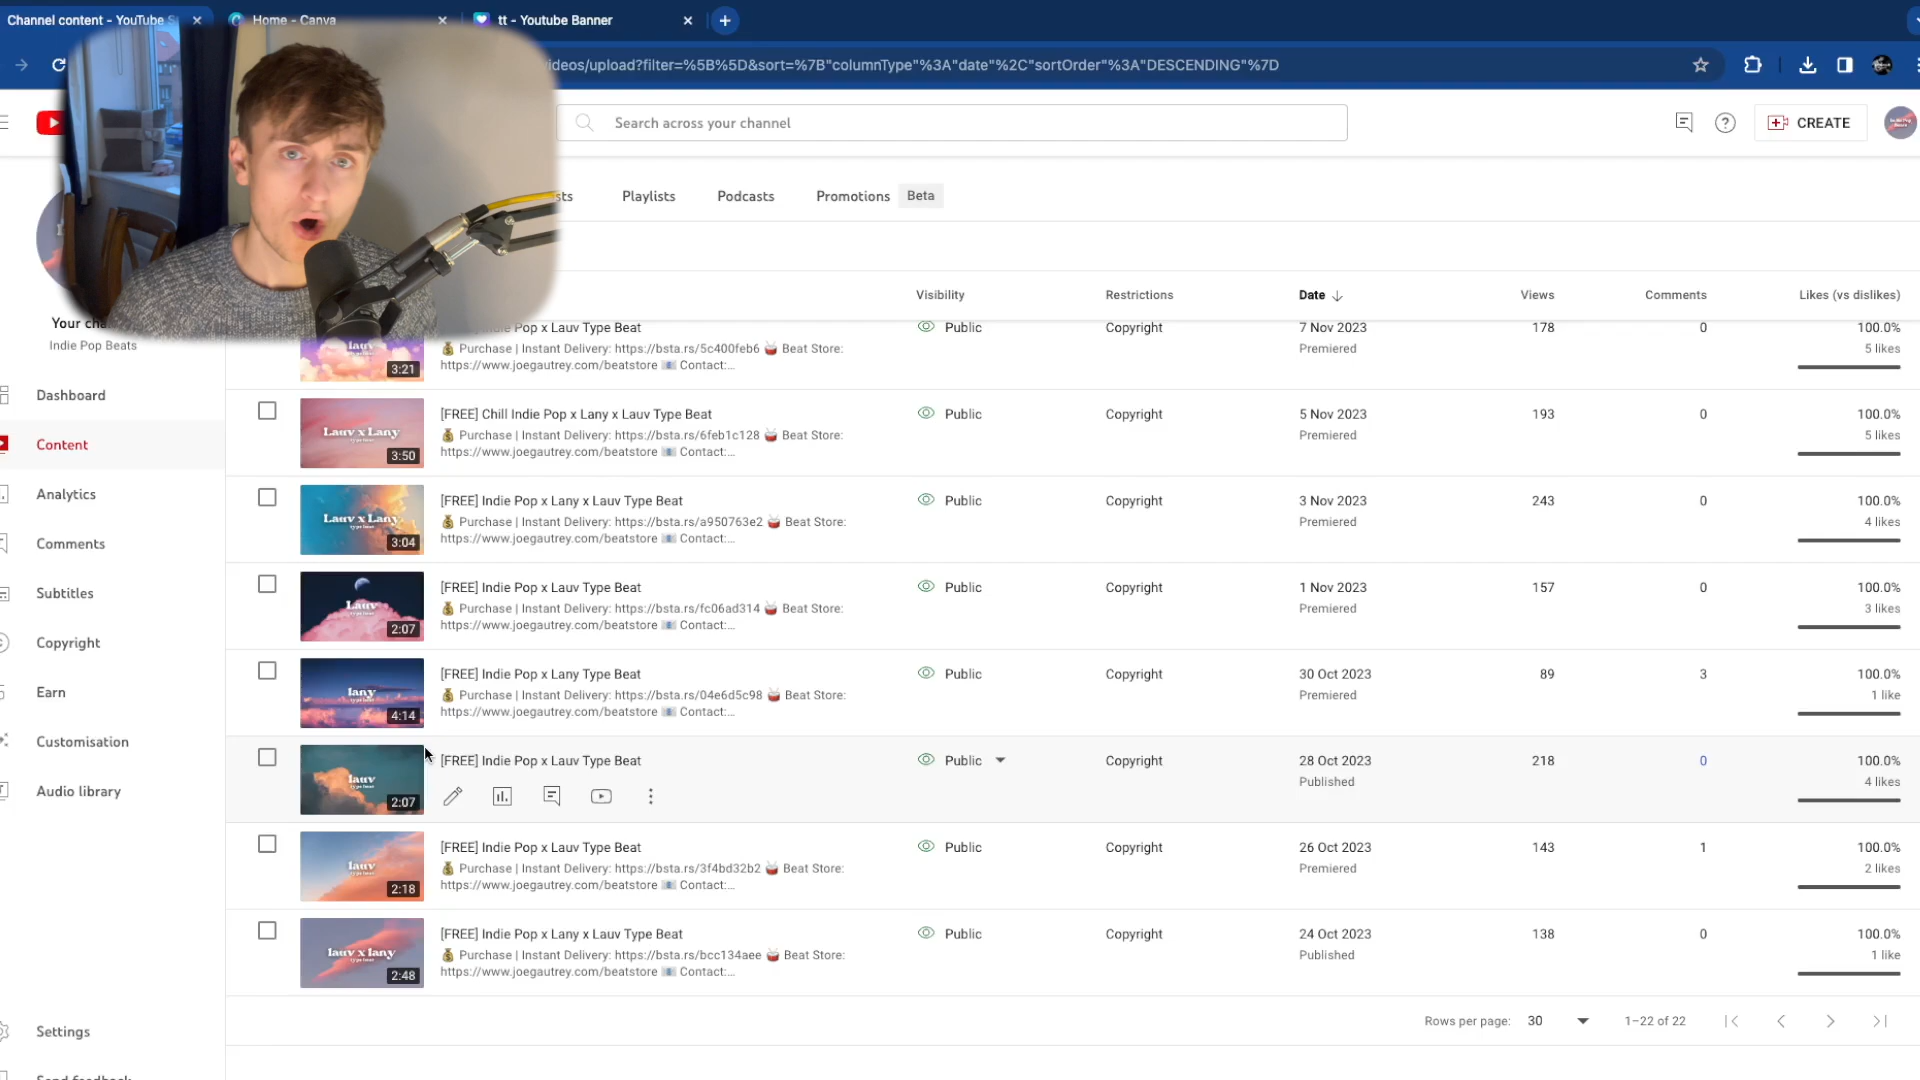 Channel content - YouTube S
Home - Canva
tt - Youtube Banner
ideos/upload?filter=%5B%5D&sort=%7B"columnType"%3A"date"%2C"sortOrder"%3A"DESCENDING"%7D
Search across your channel
CREATE
Playlists
Podcasts
Promotions
Beta
Visibility
Restrictions
Date
Views
Comments
Likes (vs dislikes)
Indie Pop Beats
Dashboard
Content
Analytics
Comments
Subtitles
Copyright
Earn
Customisation
Audio library
Settings
Send feedback
lauv
3:21
Pop x Lauv Type Beat
Purchase | Instant Delivery: https://bsta.rs/5c400feb6 Beat Store:
https://www.joegautrey.com/beatstore Contact:...
Public
Copyright
7 Nov 2023
Premiered
178
0
100.0%
5 likes
Lauv x Lany
3:50
[FREE] Chill Indie Pop x Lany x Lauv Type Beat
Purchase | Instant Delivery: https://bsta.rs/6feb1c128 Beat Store:
https://www.joegautrey.com/beatstore Contact:...
Public
Copyright
5 Nov 2023
Premiered
193
0
100.0%
5 likes
Lauv x Lany
type beat
3:04
[FREE] Indie Pop x Lany x Lauv Type Beat
Purchase | Instant Delivery: https://bsta.rs/a950763e2 Beat Store:
https://www.joegautrey.com/beatstore Contact:...
Public
Copyright
3 Nov 2023
Premiered
243
0
100.0%
4 likes
Lauv
type beat
2:07
[FREE] Indie Pop x Lauv Type Beat
Purchase | Instant Delivery: https://bsta.rs/fc06ad314 Beat Store:
https://www.joegautrey.com/beatstore Contact:...
Public
Copyright
1 Nov 2023
Premiered
157
0
100.0%
3 likes
lany
type beat
4:14
[FREE] Indie Pop x Lany Type Beat
Purchase | Instant Delivery: https://bsta.rs/04e6d5c98 Beat Store:
https://www.joegautrey.com/beatstore Contact:...
Public
Copyright
30 Oct 2023
Premiered
89
3
100.0%
1 like
lauv
type beat
2:07
[FREE] Indie Pop x Lauv Type Beat
Public
Copyright
28 Oct 2023
Published
218
0
100.0%
4 likes
lauv
type beat
2:18
[FREE] Indie Pop x Lauv Type Beat
Purchase | Instant Delivery: https://bsta.rs/3f4bd32b2 Beat Store:
https://www.joegautrey.com/beatstore Contact:...
Public
Copyright
26 Oct 2023
Premiered
143
1
100.0%
2 likes
lauv x lany
type beat
2:48
[FREE] Indie Pop x Lany x Lauv Type Beat
Purchase | Instant Delivery: https://bsta.rs/bcc134aee Beat Store:
https://www.joegautrey.com/beatstore Contact:...
Public
Copyright
24 Oct 2023
Published
138
0
100.0%
1 like
Rows per page: 30
1–22 of 22